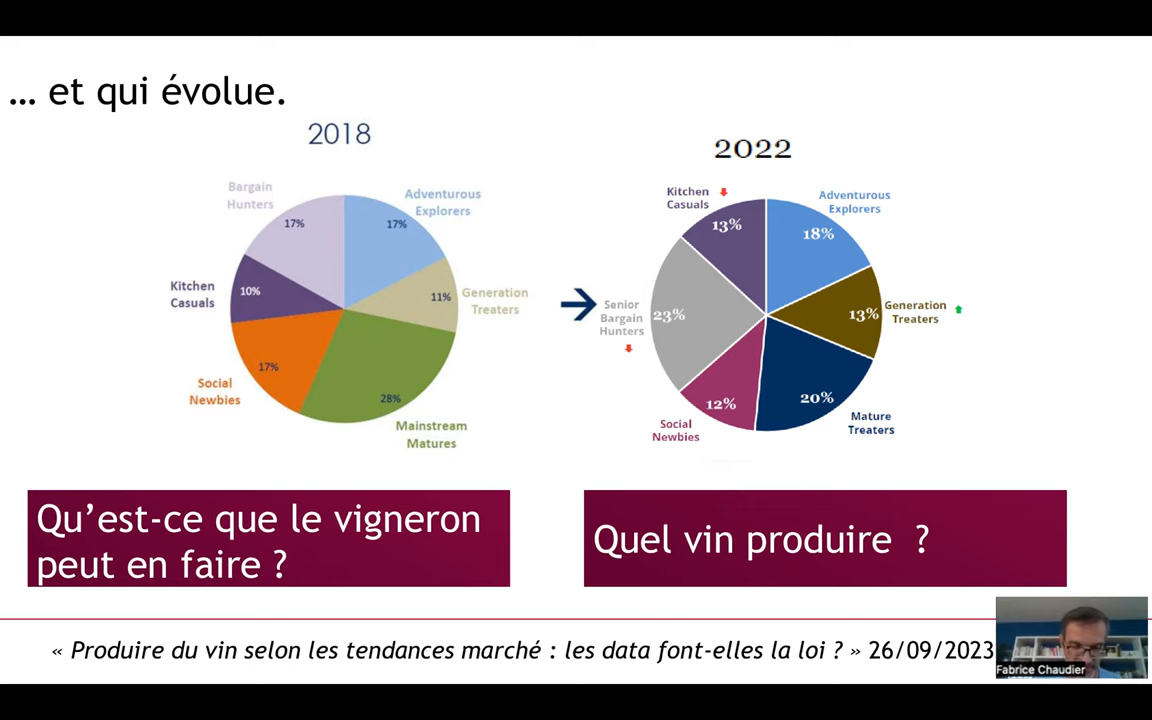 … et qui évolue.
2018
Bargain
Hunters
17%
Adventurous
Explorers
17%
Generation
Treaters
11%
Mainstream
Matures
28%
Social
Newbies
17%
Kitchen
Casuals
10%
2022
Kitchen
Casuals
13%
Adventurous
Explorers
18%
Generation
Treaters
13%
Mature
Treaters
20%
Social
Newbies
12%
Senior
Bargain
Hunters
23%
Qu’est-ce que le vigneron
peut en faire ?
Quel vin produire ?
« Produire du vin selon les tendances marché : les data font-elles la loi ? » 26/09/2023
Fabrice Chaudier